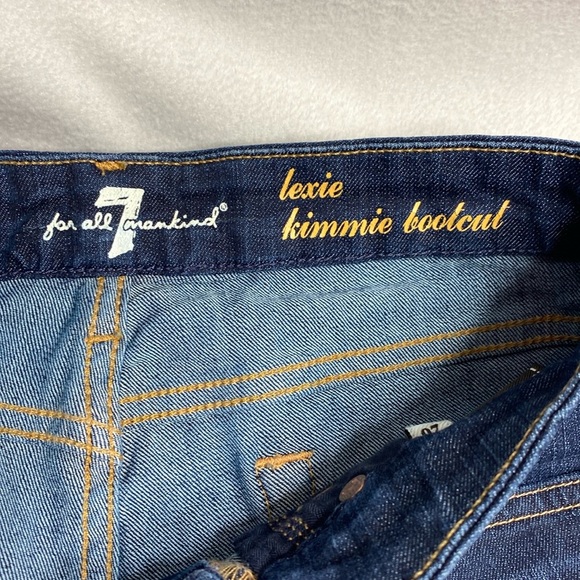 7
for all mankind®
lexie
kimmie bootcut